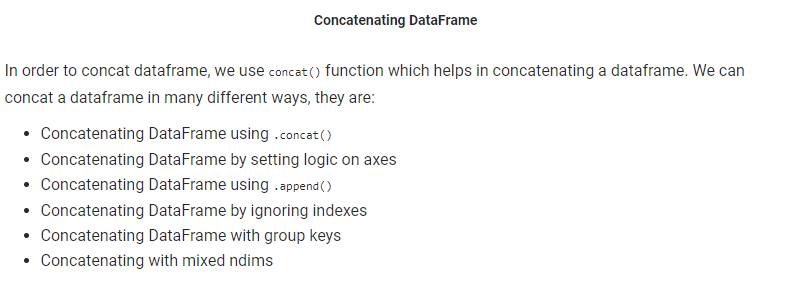 Concatenating DataFrame
In order to concat dataframe, we use concat() function which helps in concatenating a dataframe. We can
concat a dataframe in many different ways, they are:
• Concatenating DataFrame using .concat()
• Concatenating DataFrame by setting logic on axes
• Concatenating DataFrame using .append()
• Concatenating DataFrame by ignoring indexes
• Concatenating DataFrame with group keys
• Concatenating with mixed ndims